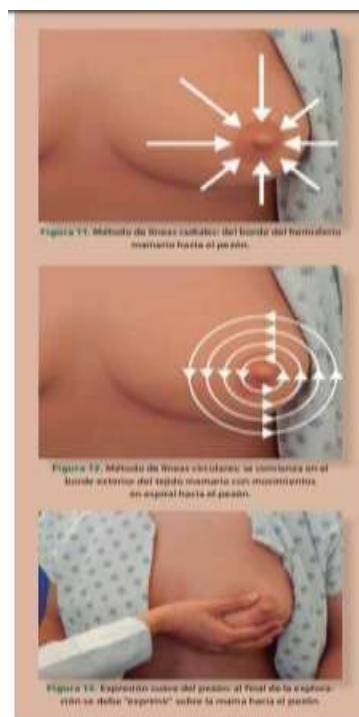 Figura 11. Método de líneas radiales: del borde del hemisferio
mamario hacia el pezón.
Figura 12. Método de líneas circulares: se comienza en el
borde exterior del tejido mamario con movimientos
en espiral hacia el pezón.
Expresión suave del pezón: al final de la explora-
ción se debe "exprimir" sobre la mama hacia el pezón.